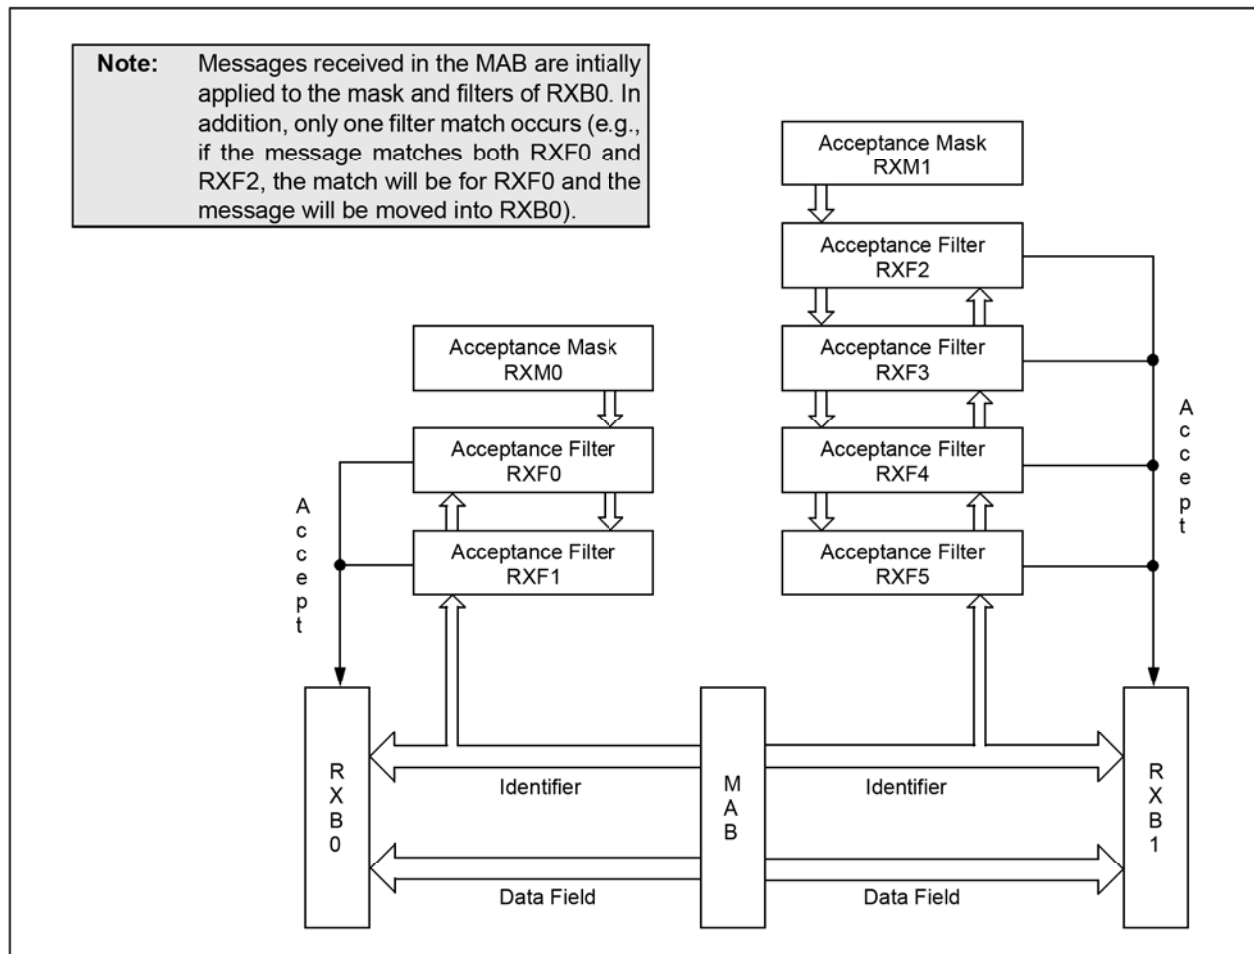 Note: Messages received in the MAB are intially
applied to the mask and filters of RXB0. In
addition, only one filter match occurs (e.g.,
if the message matches both RXF0 and
RXF2, the match will be for RXF0 and the
message will be moved into RXB0).
Acceptance Mask
RXM1
Acceptance Filter
RXF2
Acceptance Mask
RXM0
Acceptance Filter
RXF3
Acceptance Filter
RXF0
Acceptance Filter
RXF4
Accept
Accept
Acceptance Filter
RXF1
Acceptance Filter
RXF5
RXB0
Identifier
MAB
Identifier
RXB1
Data Field
Data Field